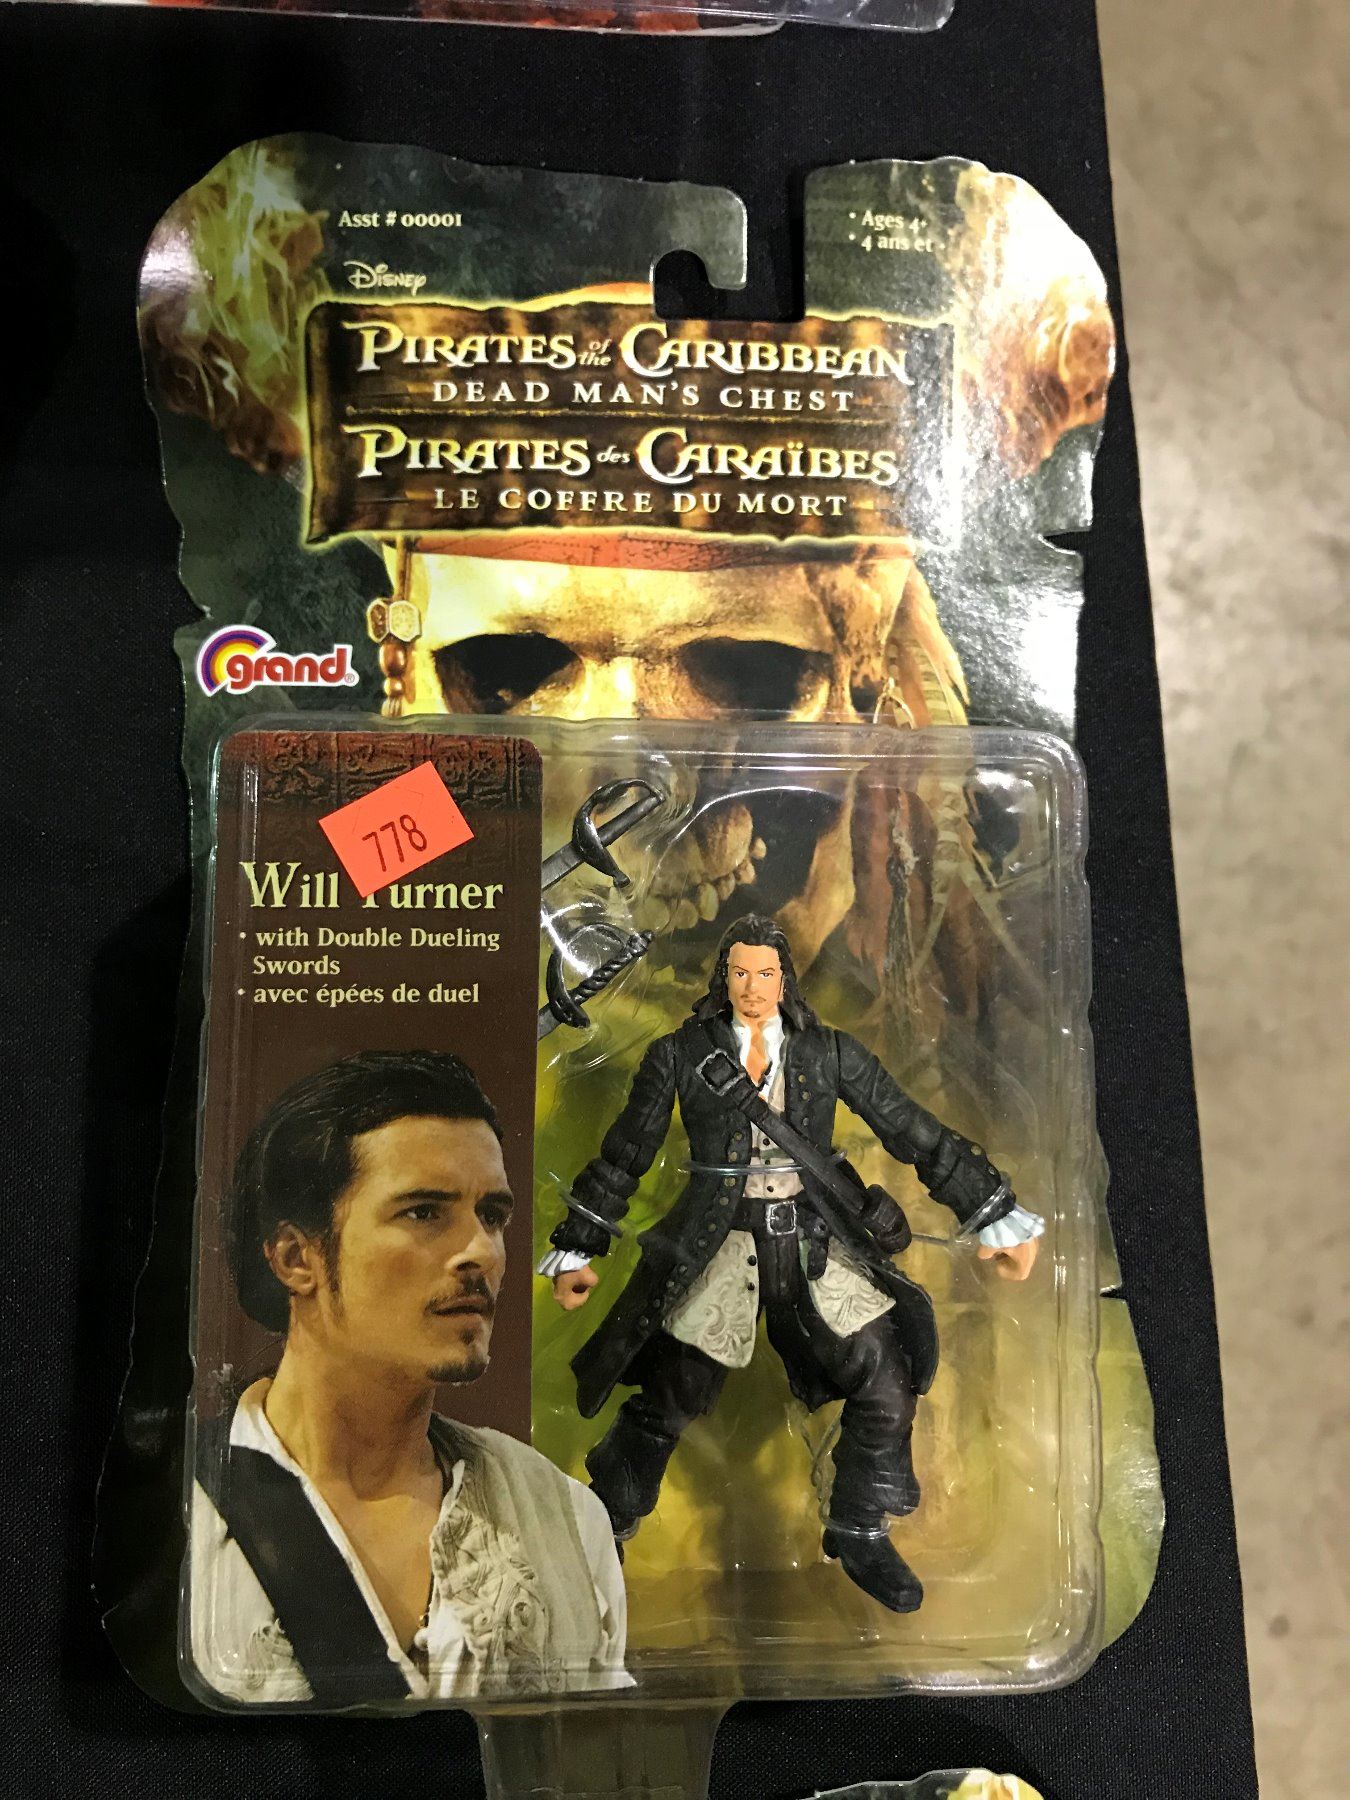 Asst # 00001
• Ages 4+
• 4 ans et +
Disney
PIRATES of the CARIBBEAN
DEAD MAN'S CHEST
PIRATES des CARAÏBES
LE COFFRE DU MORT
grand®
778
Will Turner
• with Double Dueling
Swords
• avec épées de duel